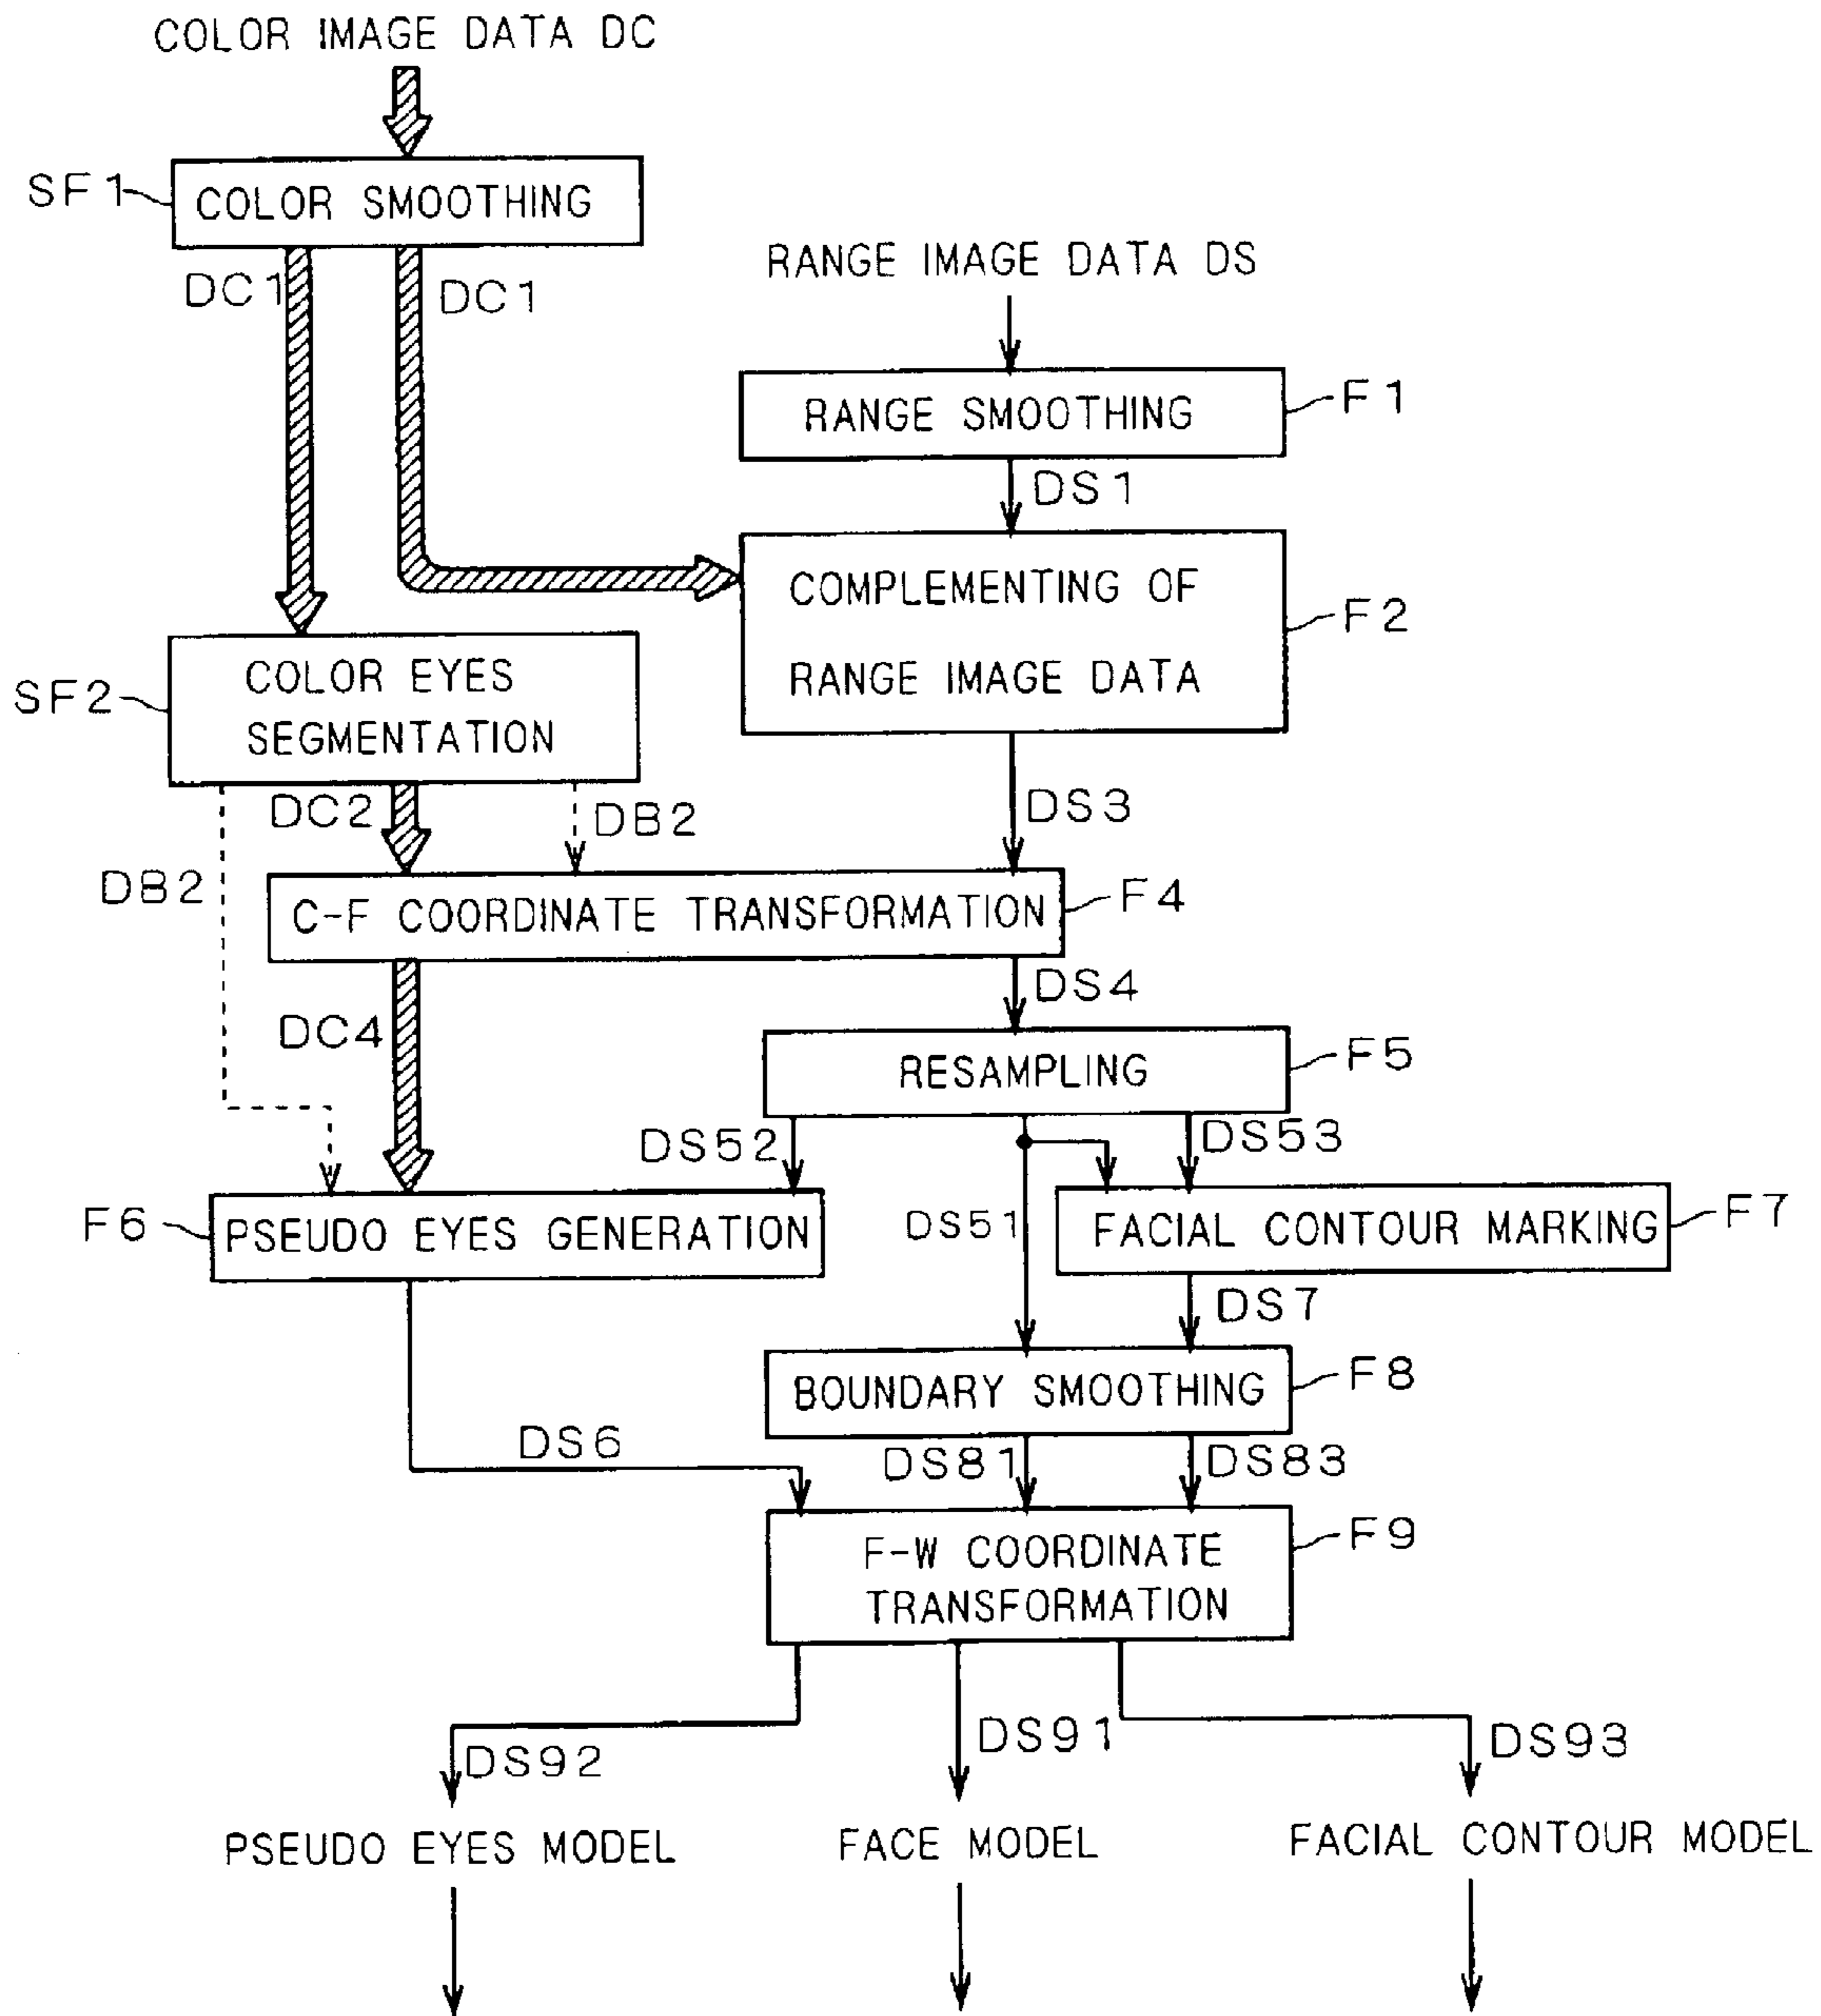 COLOR IMAGE DATA DC
SF1
COLOR SMOOTHING
DC1
DC1
RANGE IMAGE DATA DS
RANGE SMOOTHING
F1
DS1
COMPLEMENTING OF
RANGE IMAGE DATA
F2
SF2
COLOR EYES
SEGMENTATION
DC2
DB2
DS3
DB2
C-F COORDINATE TRANSFORMATION
F4
DC4
DS4
RESAMPLING
F5
DS52
DS53
F6
PSEUDO EYES GENERATION
DS51
FACIAL CONTOUR MARKING
F7
DS7
BOUNDARY SMOOTHING
F8
DS6
DS81
DS83
F-W COORDINATE
TRANSFORMATION
F9
DS92
DS91
DS93
PSEUDO EYES MODEL
FACE MODEL
FACIAL CONTOUR MODEL